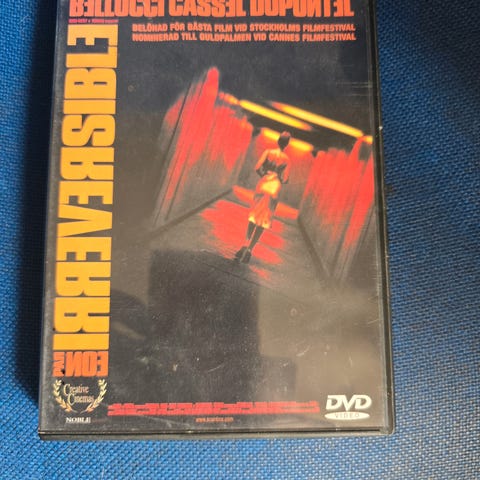 BELLUCCI CASSEL DUPONTEL
BELÖNAD FÖR BÄSTA FILM VID STOCKHOLMS FILMFESTIVAL
NOMINERAD TILL GULDPALMEN VID CANNES FILMFESTIVAL
IRREVERSIBLE
Creative
Cinemas
NOBLE
DVD
VIDEO